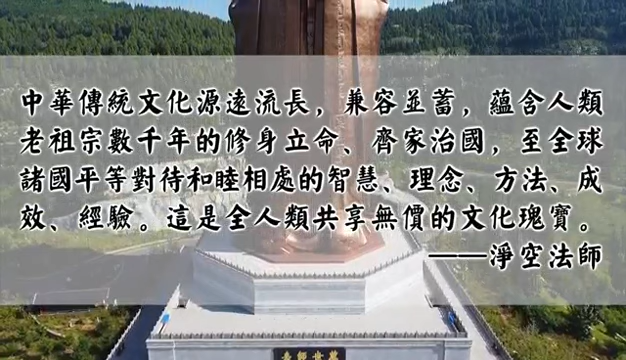 中華傳統文化源遠流長，兼容並蓄，蘊含人類
老祖宗數千年的修身立命、齊家治國，至全球
諸國平等對待和睦相處的智慧、理念、方法、成
效、經驗。這是全人類共享無價的文化瑰寶。
——淨空法師